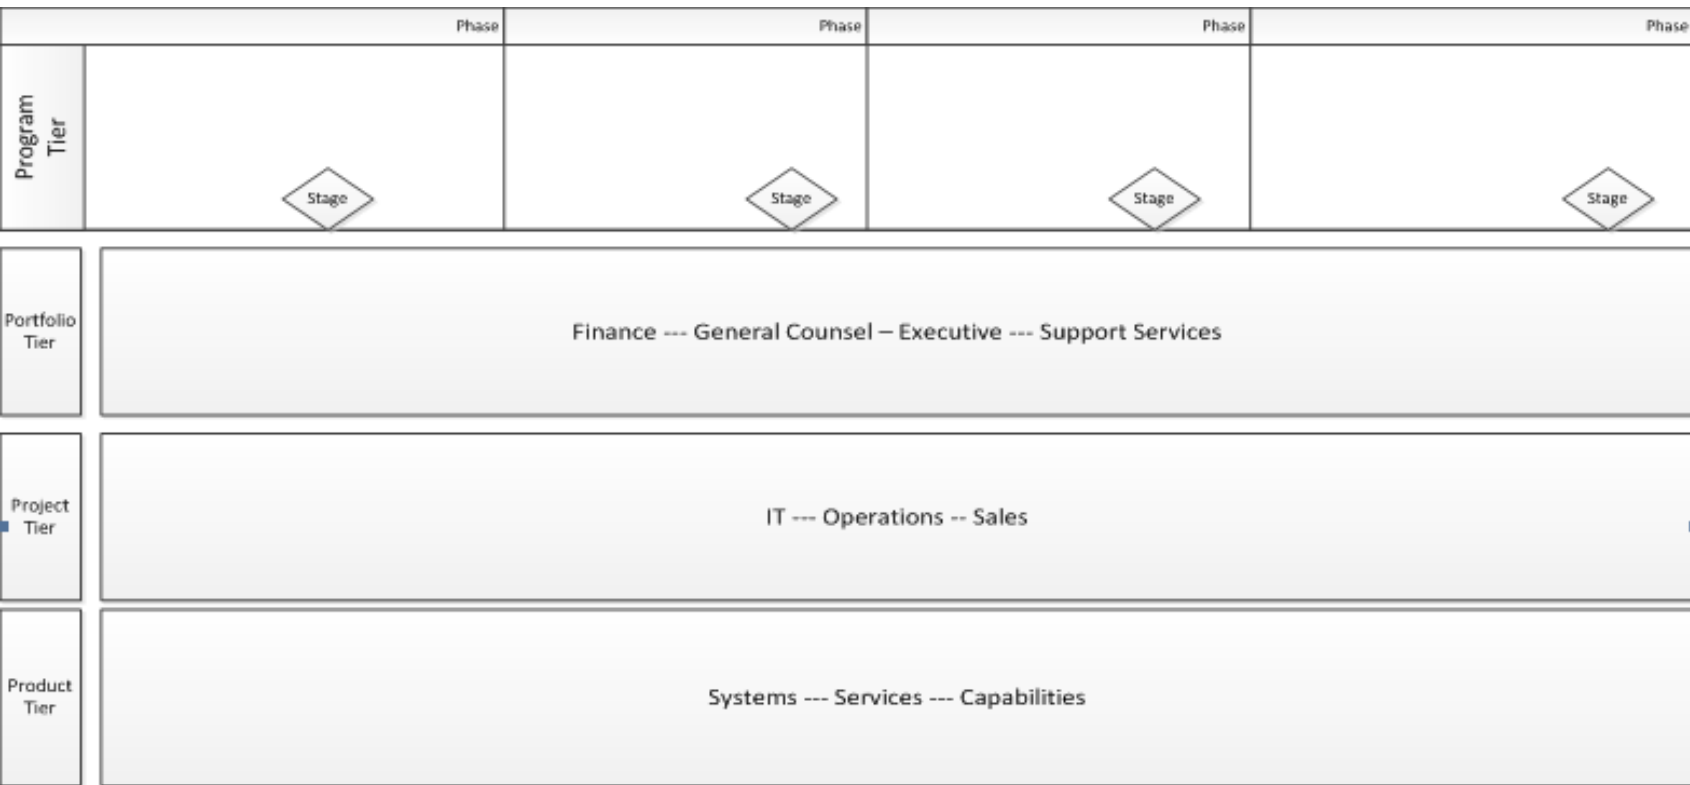 Phase
Phase
Phase
Phase
Program
Tier
Stage
Stage
Stage
Stage
Portfolio
Tier
Finance --- General Counsel – Executive --- Support Services
Project
Tier
IT --- Operations -- Sales
Product
Tier
Systems --- Services --- Capabilities